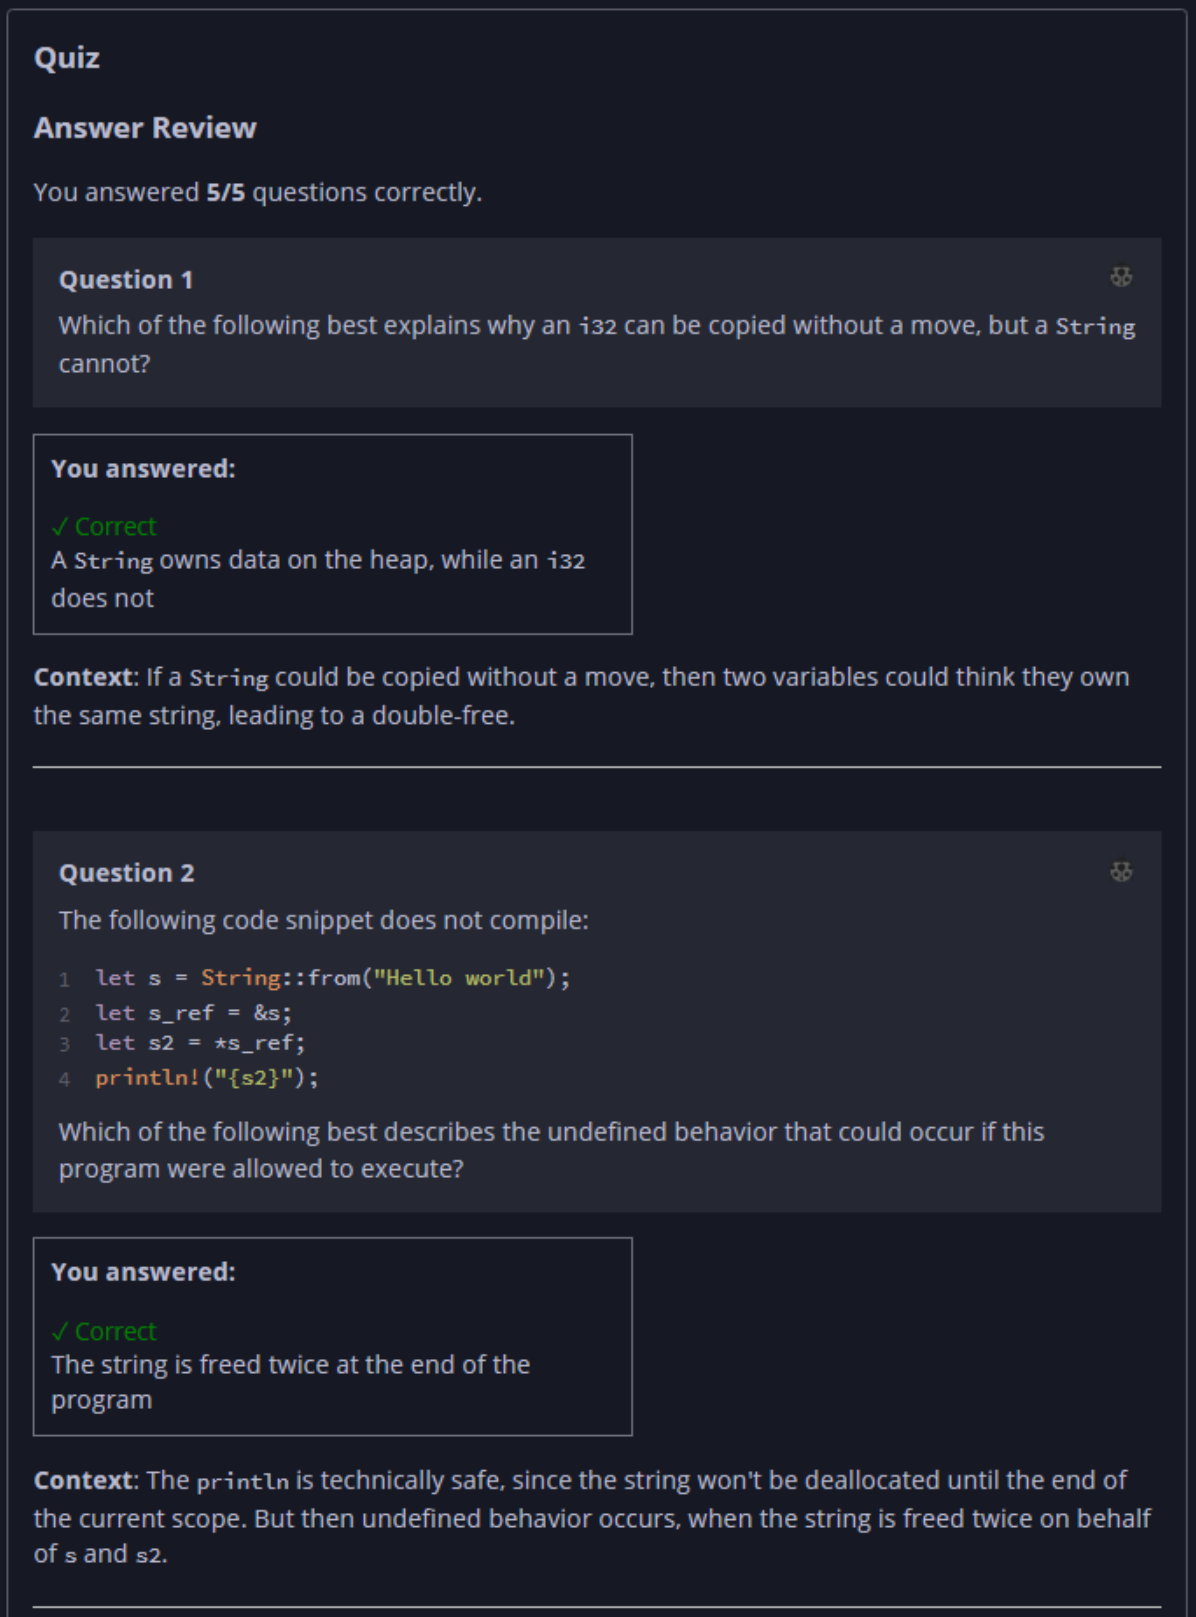 Quiz
Answer Review
You answered 5/5 questions correctly.
Question 1
Which of the following best explains why an i32 can be copied without a move, but a String
cannot?
You answered:
✓ Correct
A String owns data on the heap, while an i32
does not
Context: If a String could be copied without a move, then two variables could think they own
the same string, leading to a double-free.
Question 2
The following code snippet does not compile:
1 let s = String::from("Hello world");
2 let s_ref = &s;
3 let s2 = *s_ref;
4 println!("{s2}");
Which of the following best describes the undefined behavior that could occur if this
program were allowed to execute?
You answered:
✓ Correct
The string is freed twice at the end of the
program
Context: The println is technically safe, since the string won't be deallocated until the end of
the current scope. But then undefined behavior occurs, when the string is freed twice on behalf
of s and s2.